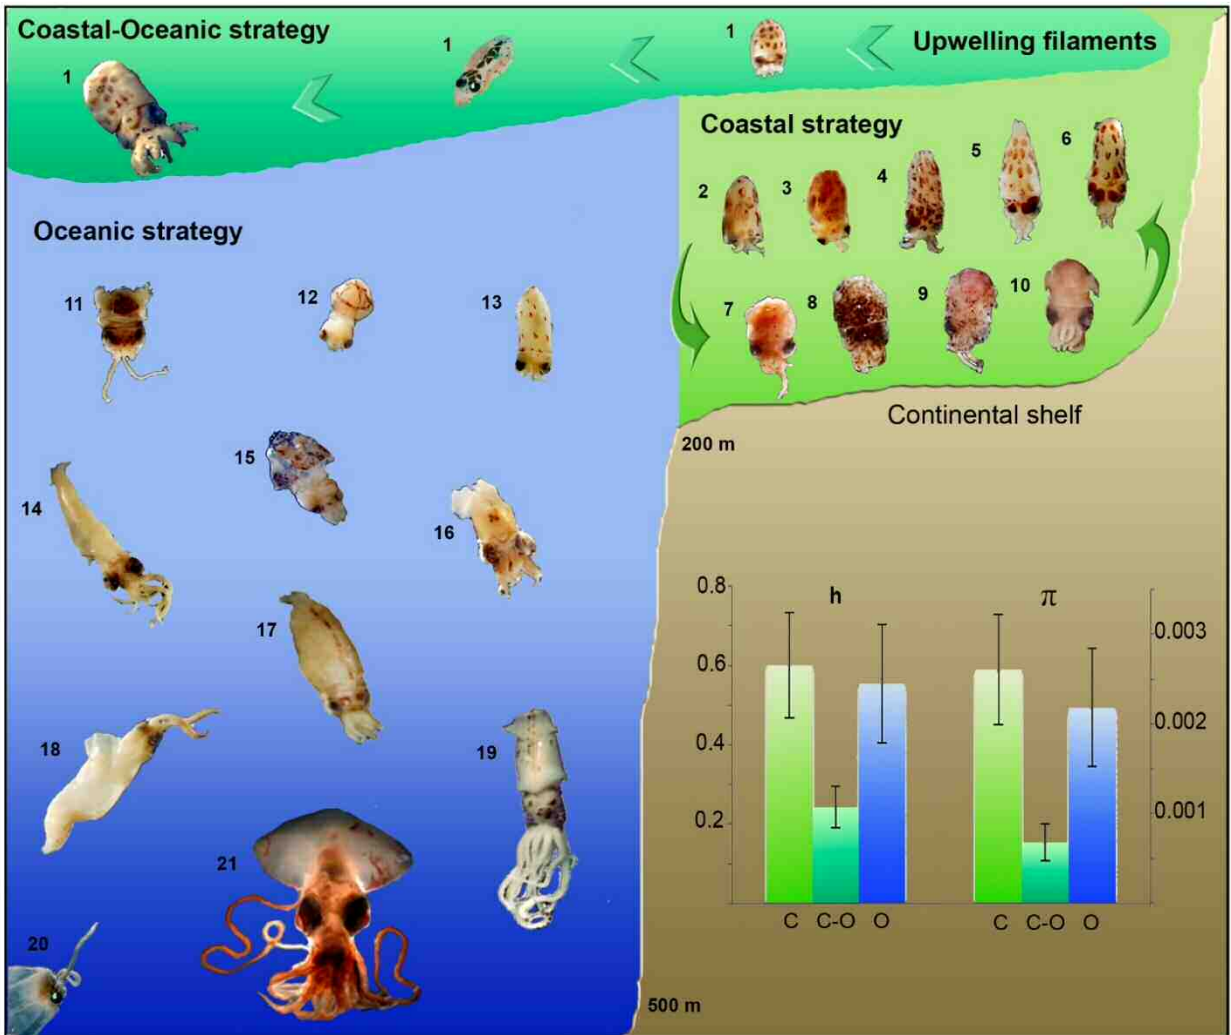 Coastal-Oceanic strategy
1
1
1
Upwelling filaments
Coastal strategy
2
3
4
5
6
7
8
9
10
Continental shelf
200 m
Oceanic strategy
11
12
13
14
15
16
17
18
19
20
21
500 m
h
π
0.8
0.6
0.4
0.2
0.003
0.002
0.001
C C-O O
C C-O O